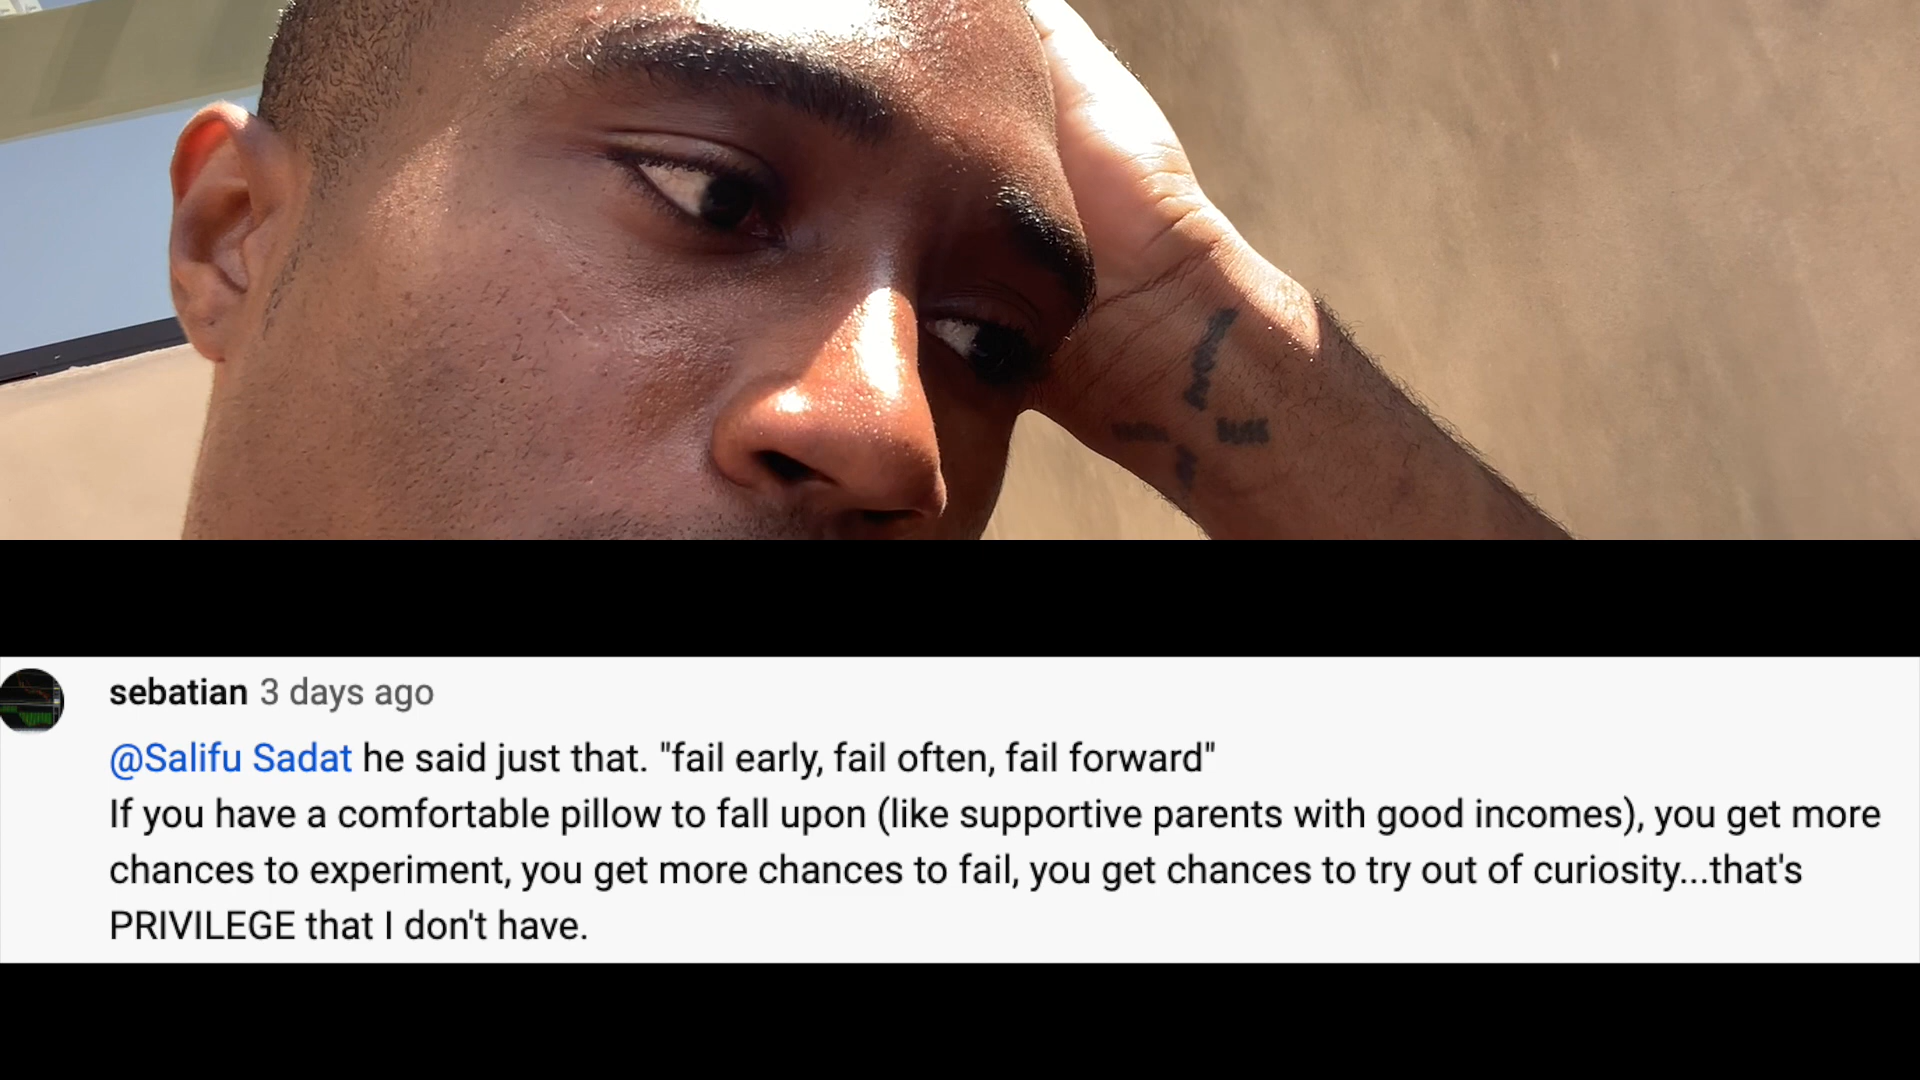 sebatian 3 days ago
@Salifu Sadat he said just that. "fail early, fail often, fail forward"
If you have a comfortable pillow to fall upon (like supportive parents with good incomes), you get more
chances to experiment, you get more chances to fail, you get chances to try out of curiosity...that's
PRIVILEGE that I don't have.